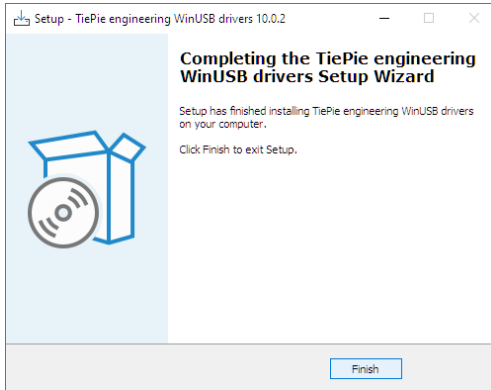 Setup - TiePie engineering WinUSB drivers 10.0.2
Completing the TiePie engineering
WinUSB drivers Setup Wizard
Setup has finished installing TiePie engineering WinUSB drivers
on your computer.
Click Finish to exit Setup.
Finish